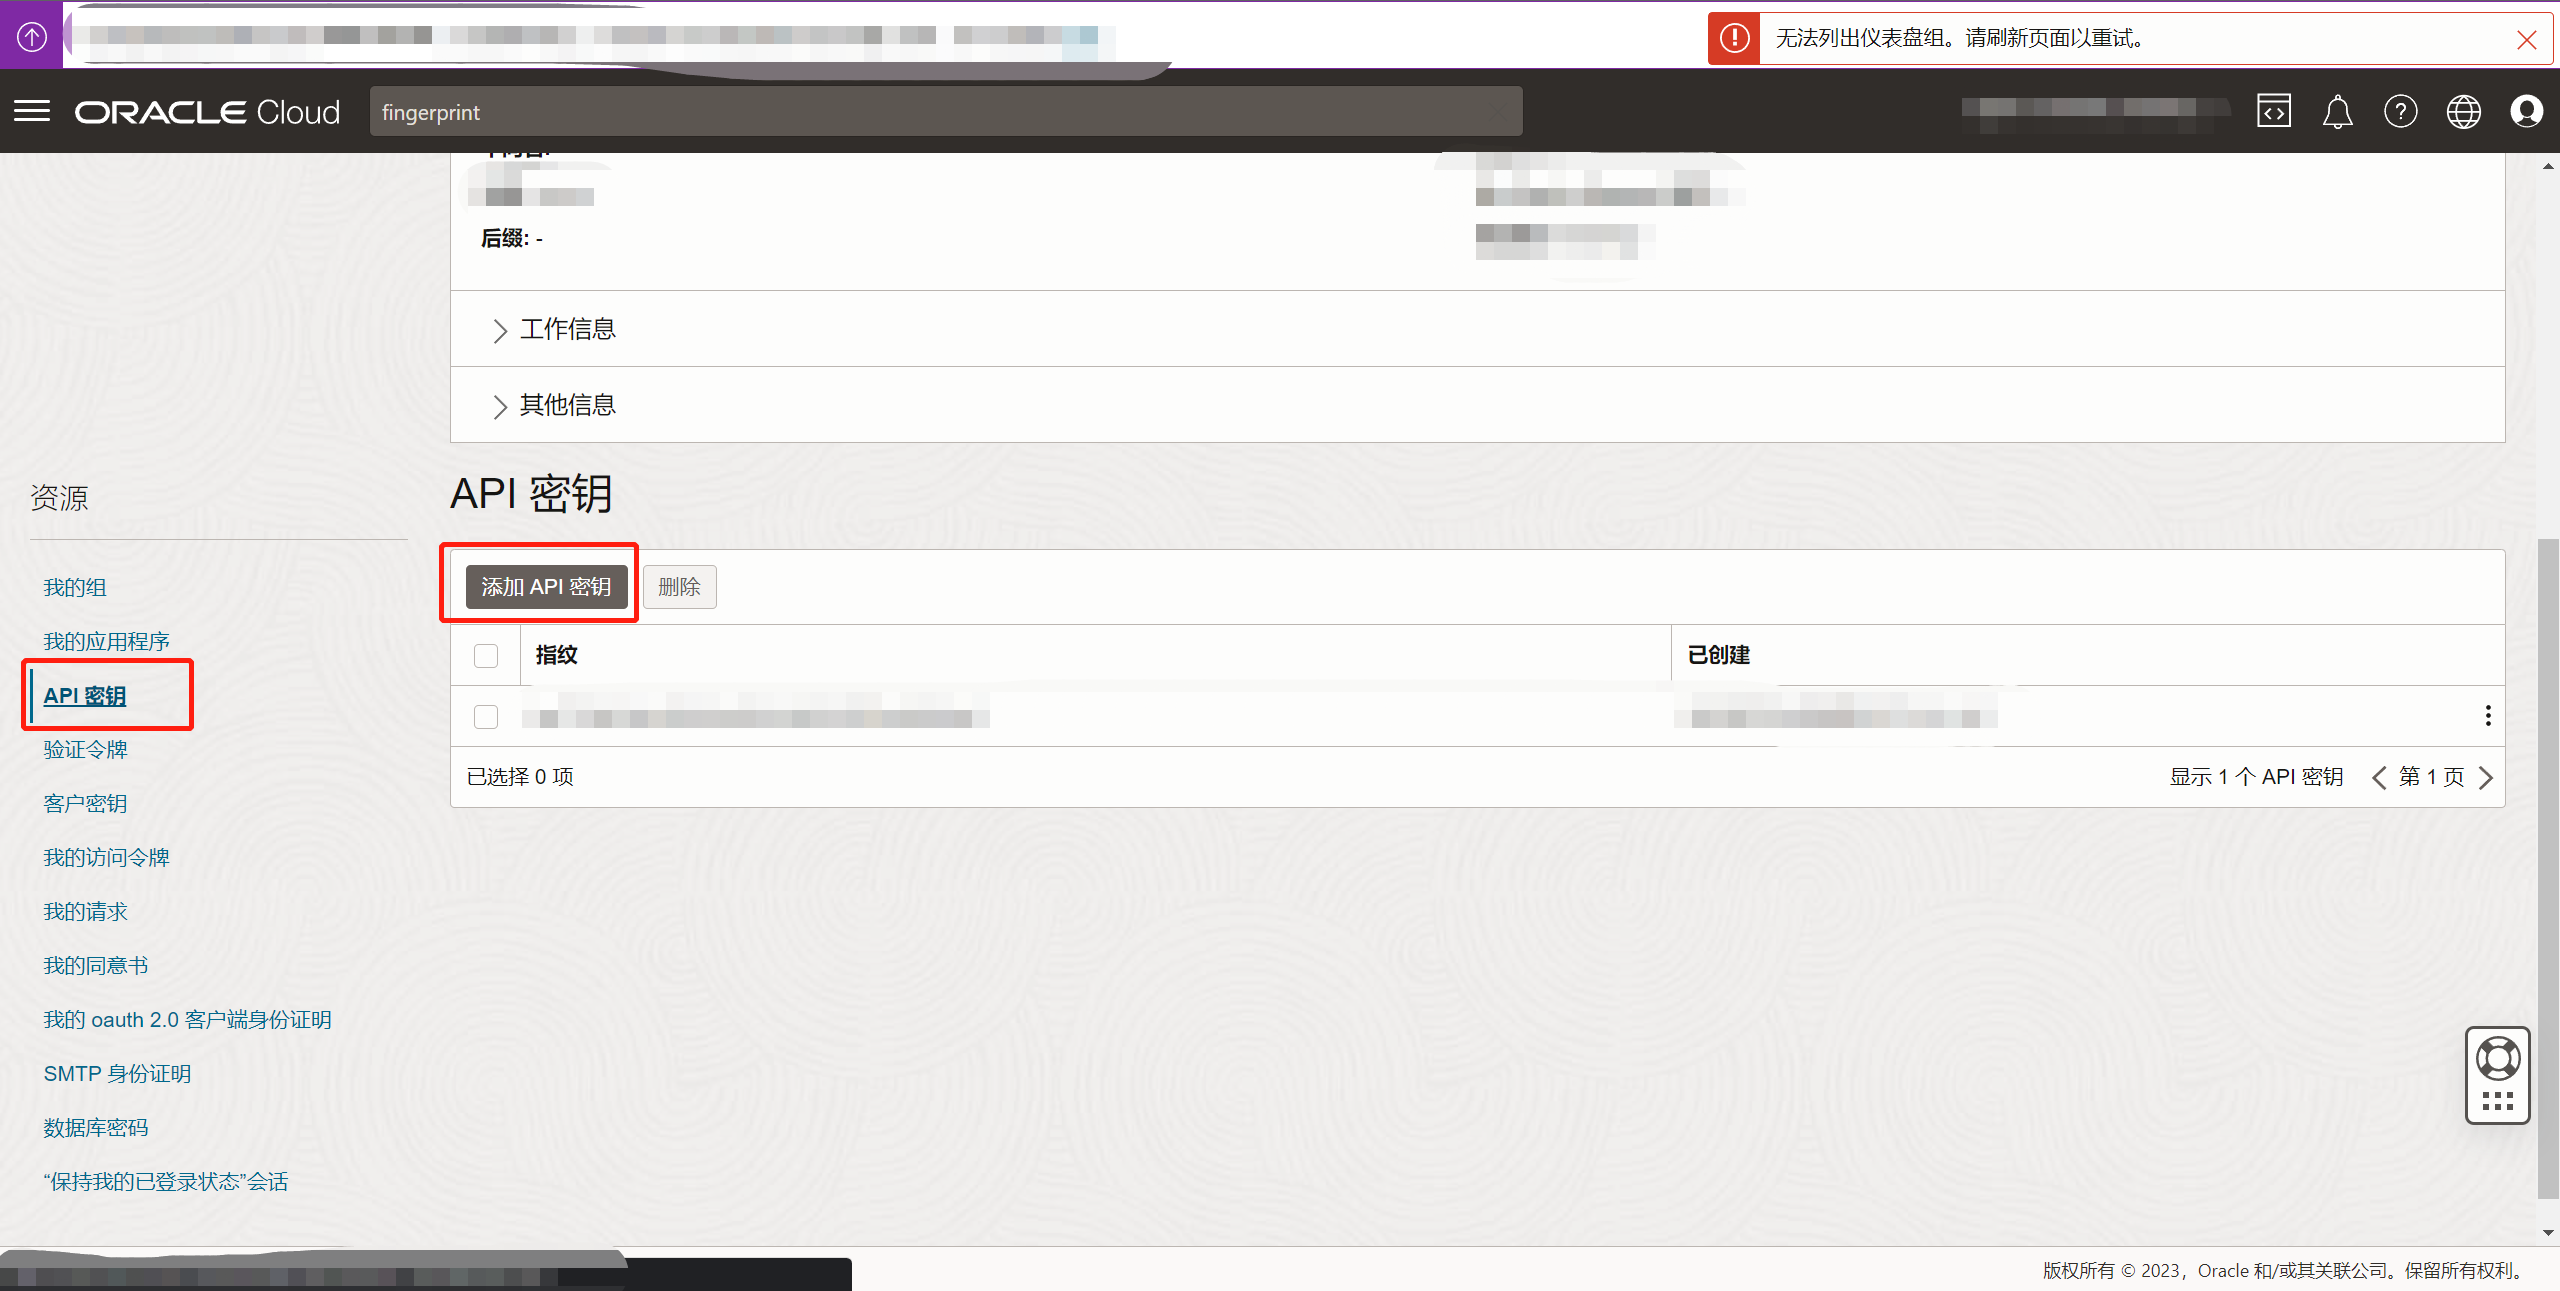 无法列出仪表盘组。请刷新页面以重试。
ORACLE Cloud
fingerprint
后缀: -
工作信息
其他信息
资源
API 密钥
添加 API 密钥
删除
指纹
已创建
已选择 0 项
显示 1 个 API 密钥
第 1 页
我的组
我的应用程序
API 密钥
验证令牌
客户密钥
我的访问令牌
我的请求
我的同意书
我的 oauth 2.0 客户端身份证明
SMTP 身份证明
数据库密码
“保持我的已登录状态”会话
版权所有 © 2023，Oracle 和/或其关联公司。保留所有权利。